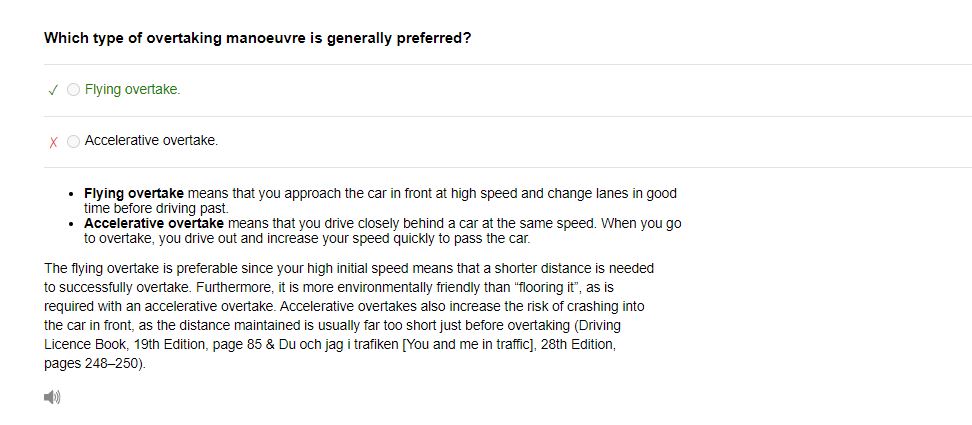 Which type of overtaking manoeuvre is generally preferred?
✓ Flying overtake.
X Accelerative overtake.
• Flying overtake means that you approach the car in front at high speed and change lanes in good
time before driving past.
• Accelerative overtake means that you drive closely behind a car at the same speed. When you go
to overtake, you drive out and increase your speed quickly to pass the car.
The flying overtake is preferable since your high initial speed means that a shorter distance is needed
to successfully overtake. Furthermore, it is more environmentally friendly than “flooring it”, as is
required with an accelerative overtake. Accelerative overtakes also increase the risk of crashing into
the car in front, as the distance maintained is usually far too short just before overtaking (Driving
Licence Book, 19th Edition, page 85 & Du och jag i trafiken [You and me in traffic], 28th Edition,
pages 248–250).